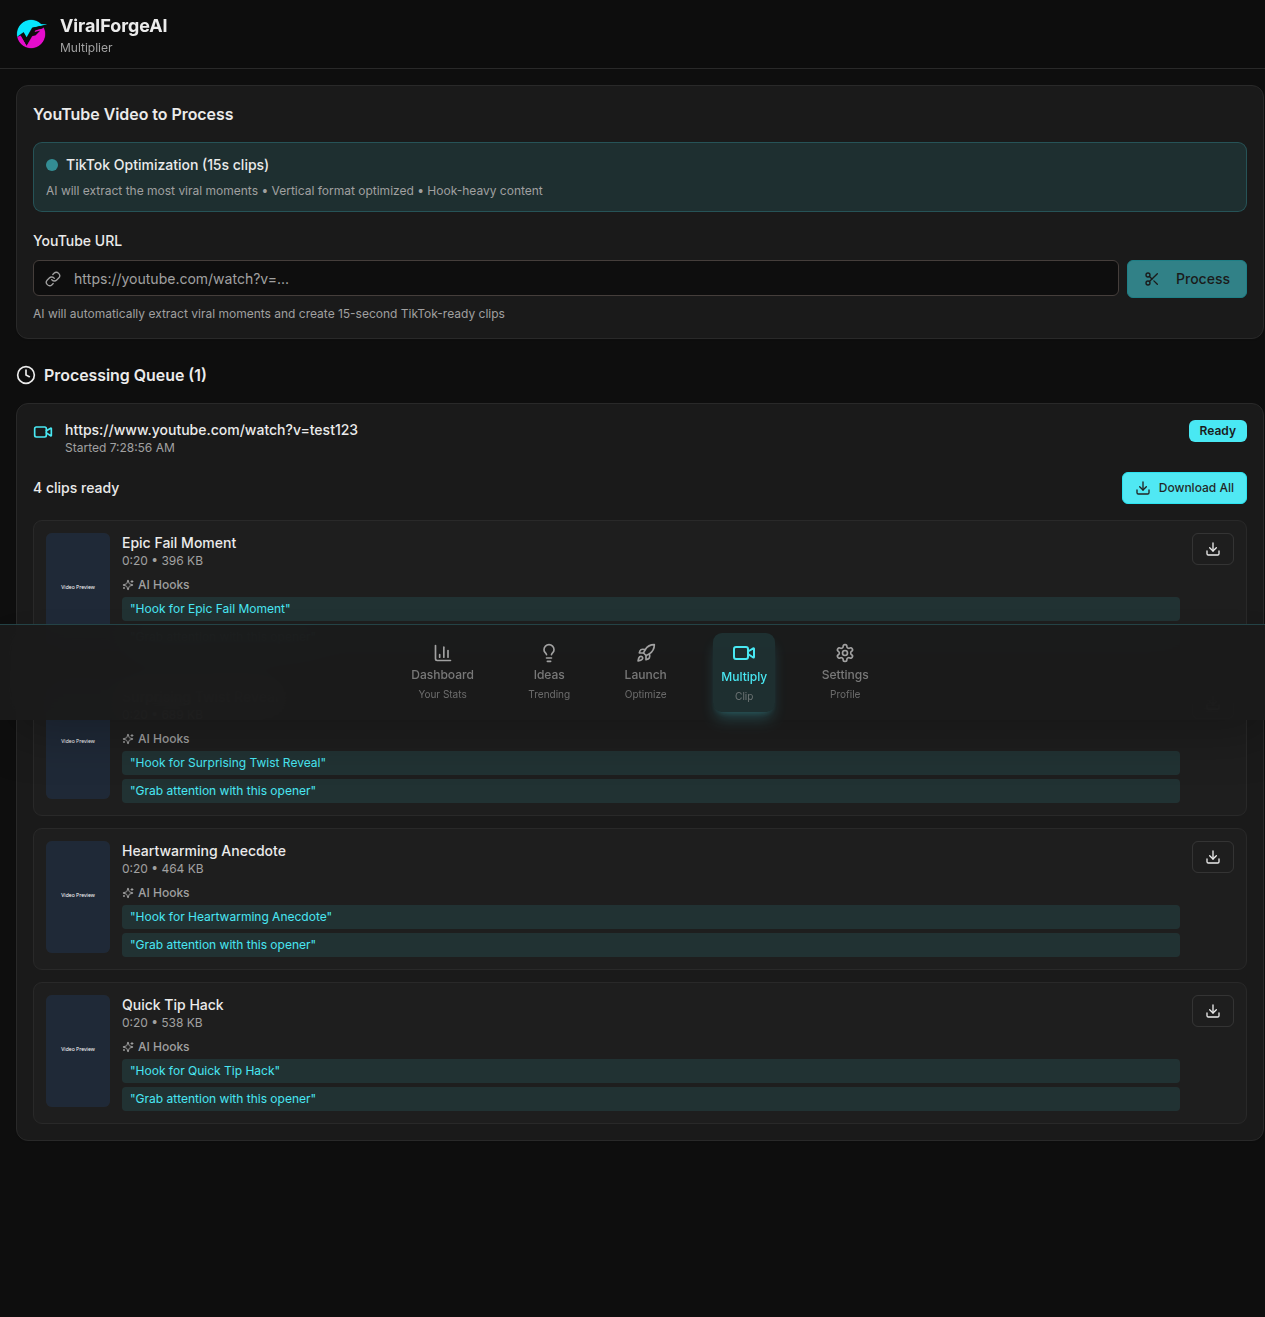 ViralForgeAI
Multiplier
YouTube Video to Process
TikTok Optimization (15s clips)
AI will extract the most viral moments • Vertical format optimized • Hook-heavy content
YouTube URL
https://youtube.com/watch?v=...
Process
AI will automatically extract viral moments and create 15-second TikTok-ready clips
Processing Queue (1)
https://www.youtube.com/watch?v=test123
Ready
Started 7:28:56 AM
4 clips ready
Download All
Epic Fail Moment
0:20 • 396 KB
Video Preview
AI Hooks
"Hook for Epic Fail Moment"
Dashboard
Your Stats
Ideas
Trending
Launch
Optimize
Multiply
Clip
Settings
Profile
Video Preview
AI Hooks
"Hook for Surprising Twist Reveal"
"Grab attention with this opener"
Heartwarming Anecdote
0:20 • 464 KB
Video Preview
AI Hooks
"Hook for Heartwarming Anecdote"
"Grab attention with this opener"
Quick Tip Hack
0:20 • 538 KB
Video Preview
AI Hooks
"Hook for Quick Tip Hack"
"Grab attention with this opener"